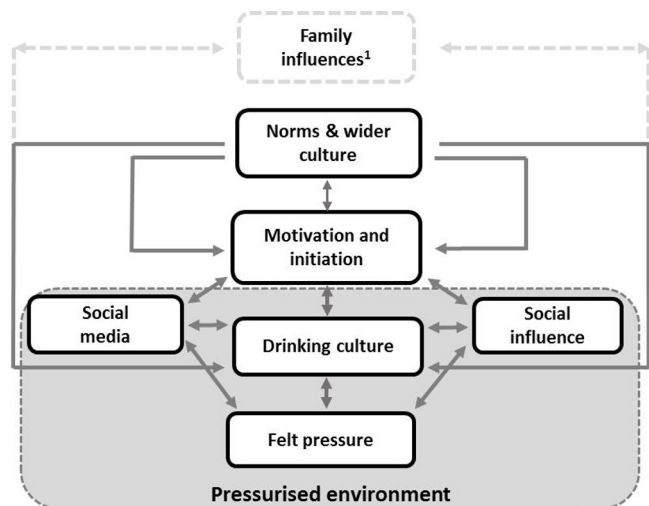 Family
influences¹
Norms & wider
culture
Motivation and
initiation
Social
media
Social
influence
Drinking culture
Felt pressure
Pressurised environment